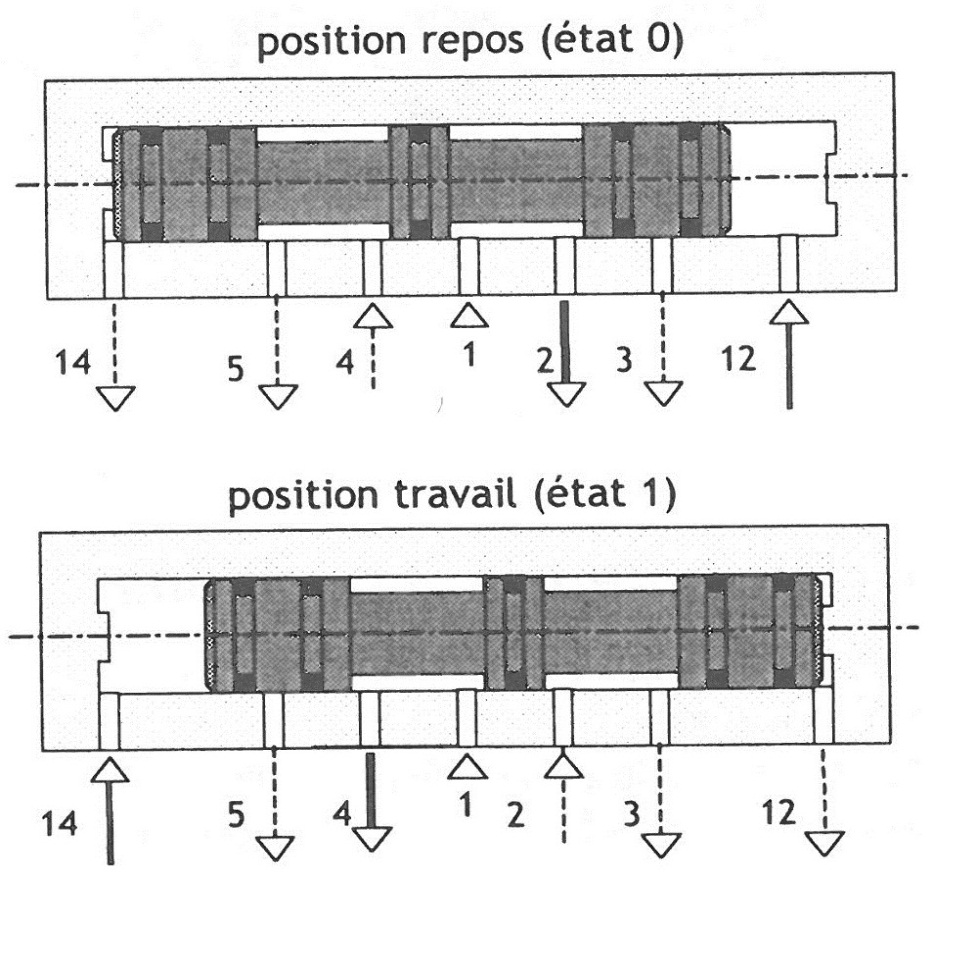 position repos (état 0)
14 5 4 1 2 3 12
position travail (état 1)
14 5 4 1 2 3 12